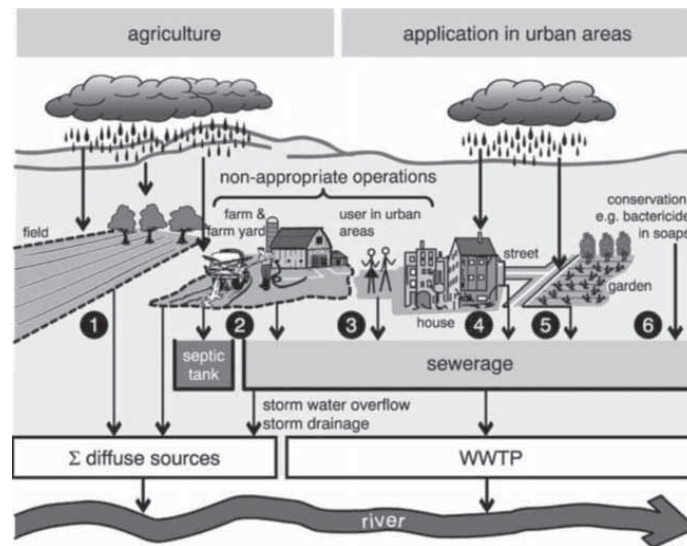 agriculture
application in urban areas
non-appropriate operations
field
farm &
farm yard
user in urban
areas
conservation
e.g. bactericide
in soaps
street
garden
house
1
2
3
4
5
6
septic
tank
sewerage
storm water overflow
storm drainage
Σ diffuse sources
WWTP
river